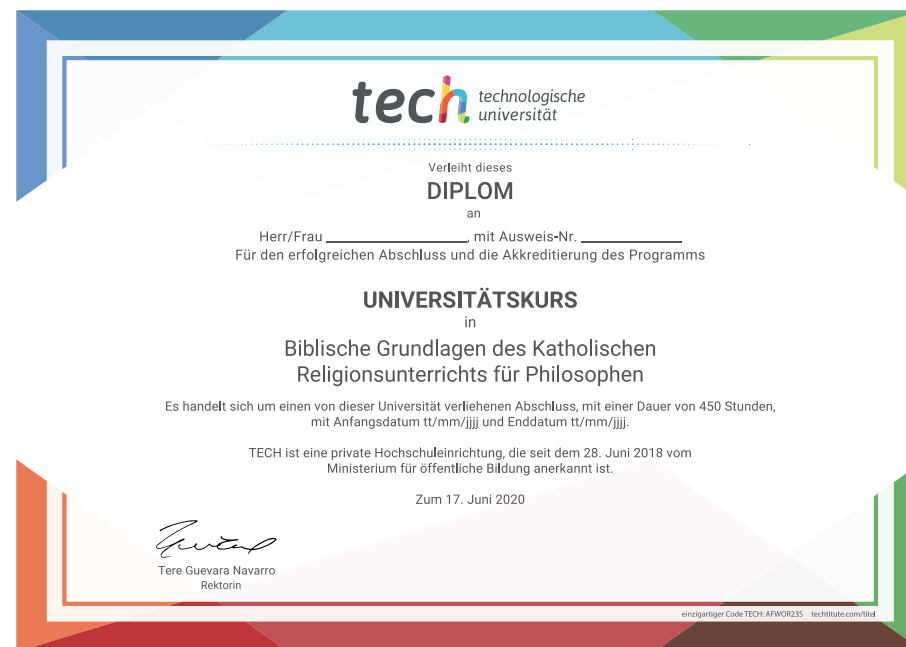 tech technologische
universität
Verleiht dieses
DIPLOM
an
Herr/Frau ____________________, mit Ausweis-Nr. ______________
Für den erfolgreichen Abschluss und die Akkreditierung des Programms
UNIVERSITÄTSKURS
in
Biblische Grundlagen des Katholischen
Religionsunterrichts für Philosophen
Es handelt sich um einen von dieser Universität verliehenen Abschluss, mit einer Dauer von 450 Stunden,
mit Anfangsdatum tt/mm/jjjj und Enddatum tt/mm/jjjj.
TECH ist eine private Hochschuleinrichtung, die seit dem 28. Juni 2018 vom
Ministerium für öffentliche Bildung anerkannt ist.
Zum 17. Juni 2020
Tere Guevara Navarro
Rektorin
einzigartiger Code TECH: AFWOR23S techtitute.com/titel